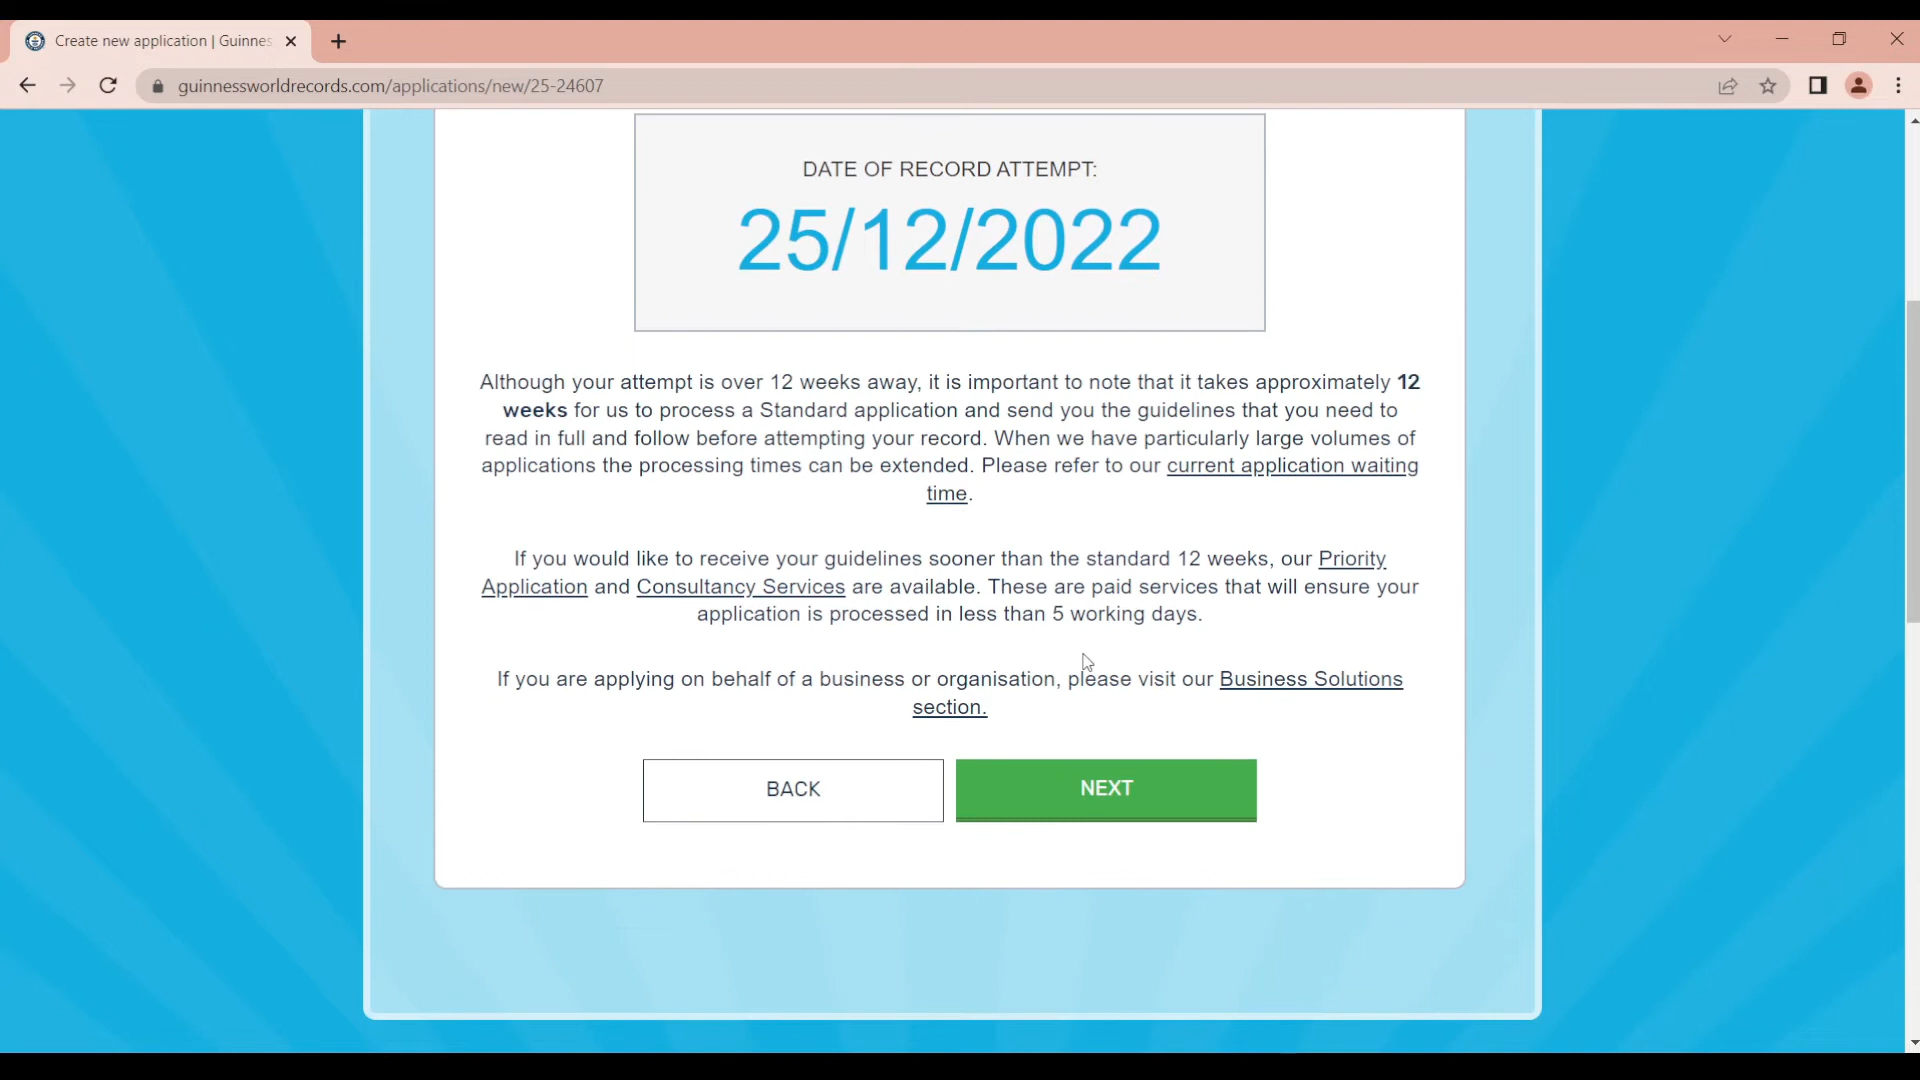 Create new application | Guinnes
guinnessworldrecords.com/applications/new/25-24607
DATE OF RECORD ATTEMPT:
25/12/2022
Although your attempt is over 12 weeks away, it is important to note that it takes approximately 12
weeks for us to process a Standard application and send you the guidelines that you need to
read in full and follow before attempting your record. When we have particularly large volumes of
applications the processing times can be extended. Please refer to our current application waiting
time.
If you would like to receive your guidelines sooner than the standard 12 weeks, our Priority
Application and Consultancy Services are available. These are paid services that will ensure your
application is processed in less than 5 working days.
If you are applying on behalf of a business or organisation, please visit our Business Solutions
section.
BACK
NEXT